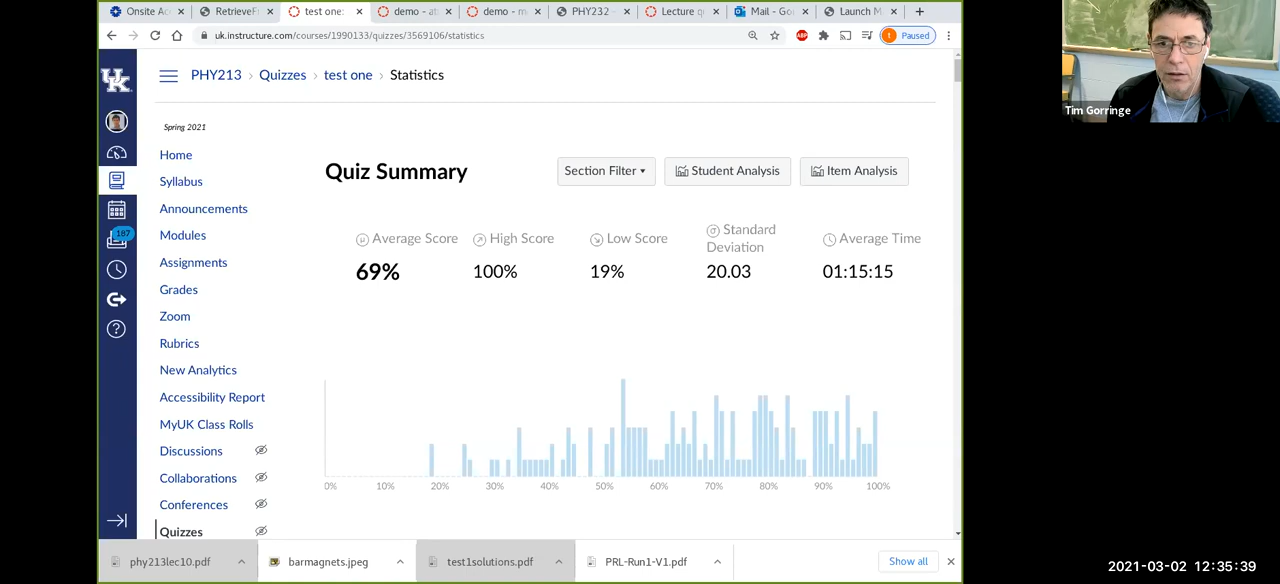 Onsite Ac
RetrieveFi
test one:
demo - at
demo - m
PHY232 -
Lecture qu
Mail - Go
Launch M
uk.instructure.com/courses/1990133/quizzes/3569106/statistics
ABP
t Paused
UK
PHY213 › Quizzes › test one › Statistics
Tim Gorringe
Spring 2021
Home
Syllabus
Announcements
Modules
187
Assignments
Grades
Zoom
Rubrics
New Analytics
Accessibility Report
MyUK Class Rolls
Discussions
Collaborations
Conferences
Quizzes
Quiz Summary
Section Filter
Student Analysis
Item Analysis
Average Score
High Score
Low Score
Standard
Deviation
Average Time
69%
100%
19%
20.03
01:15:15
0% 10% 20% 30% 40% 50% 60% 70% 80% 90% 100%
phy213lec10.pdf
barmagnets.jpeg
test1solutions.pdf
PRL-Run1-V1.pdf
Show all
2021-03-02 12:35:39